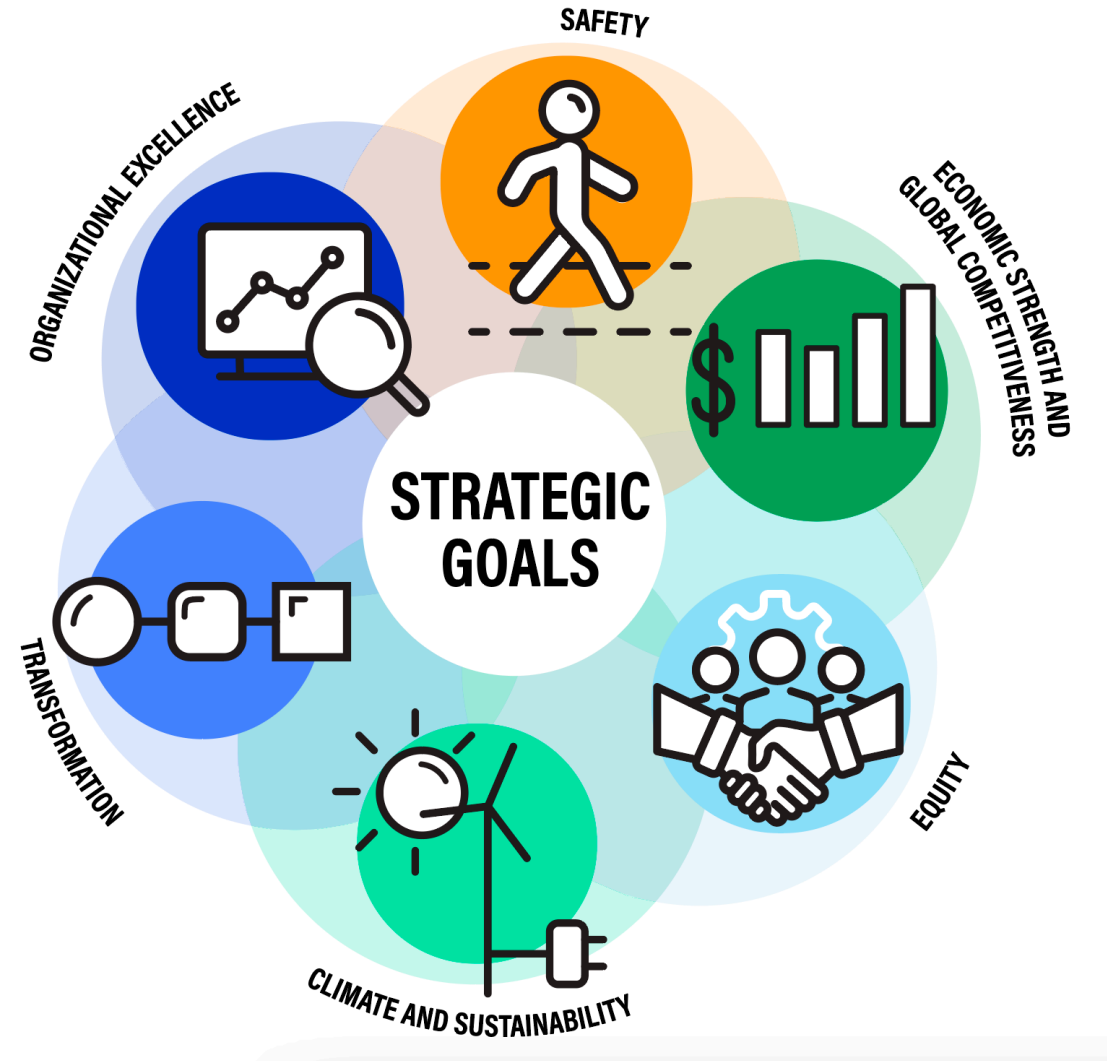 SAFETY
ECONOMIC STRENGTH AND
GLOBAL COMPETITIVENESS
EQUITY
CLIMATE AND SUSTAINABILITY
TRANSFORMATION
ORGANIZATIONAL EXCELLENCE
STRATEGIC
GOALS
$